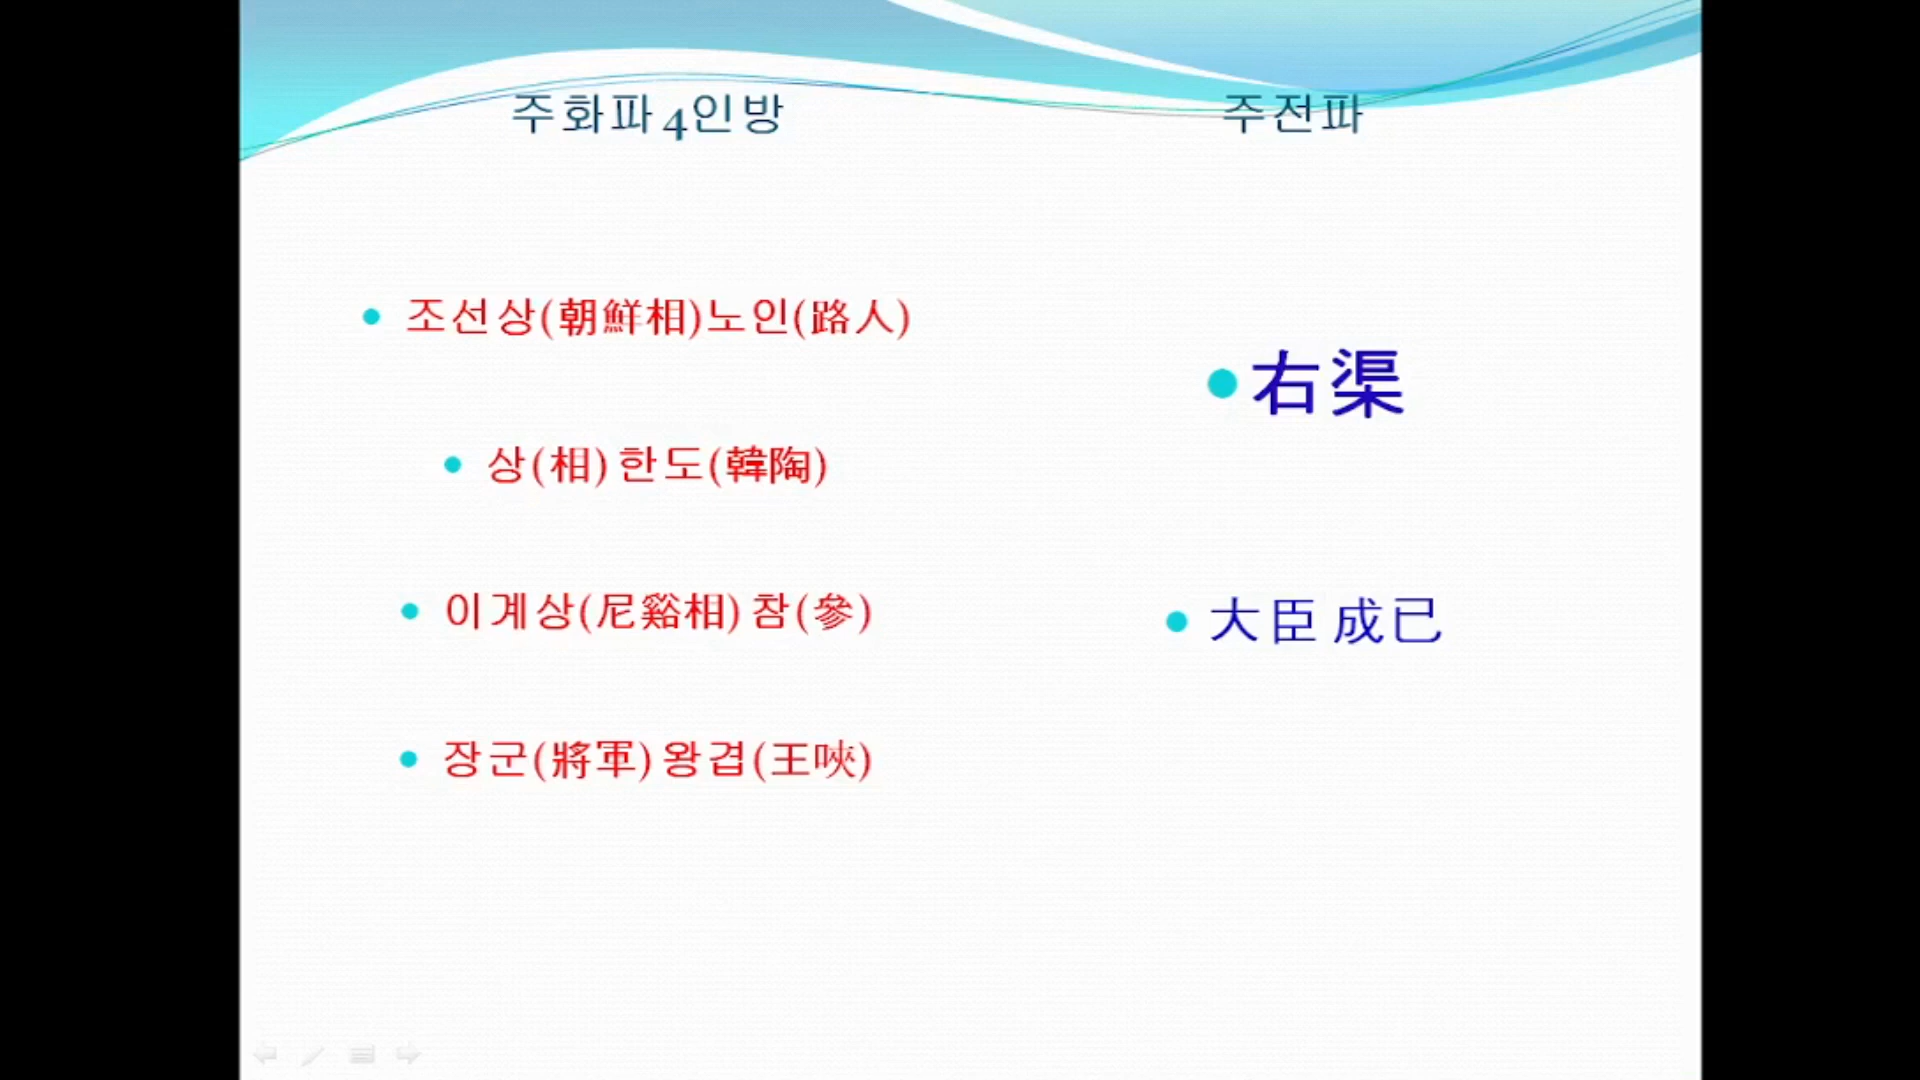 주화파 4인방
조선상(朝鮮相)노인(路人)
상(相) 한도(韓陶)
이계상(尼谿相) 참(參)
장군(將軍) 왕겹(王唊)
주전파
右渠
大臣 成已